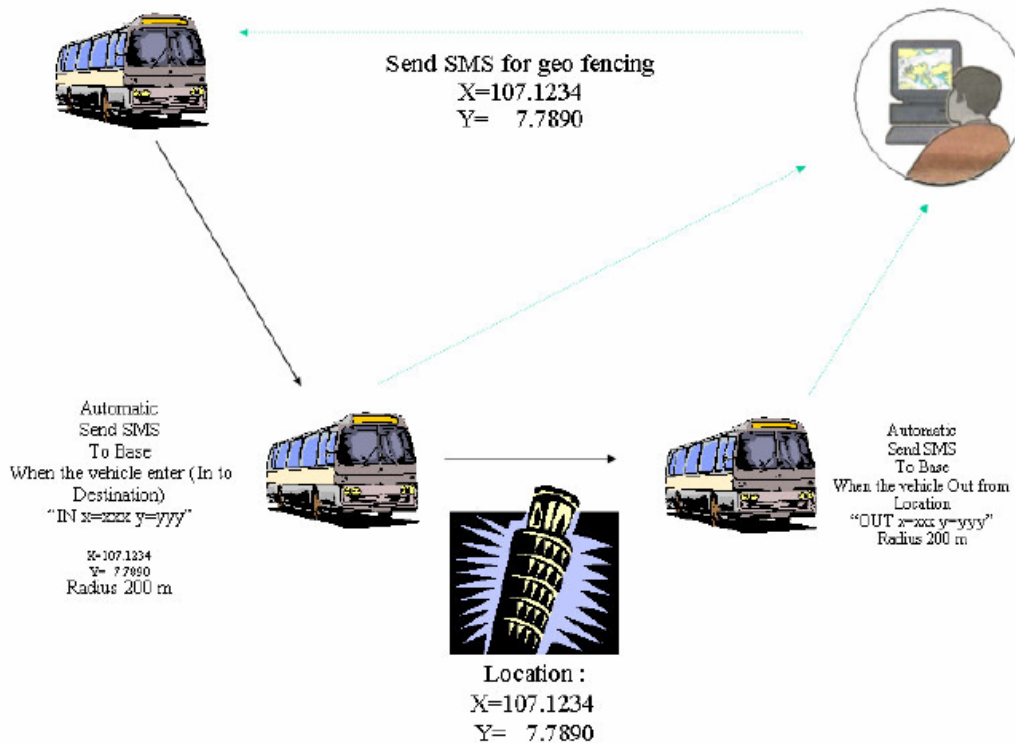 Send SMS for geo fencing
X=107.1234
Y= 7.7890
Automatic
Send SMS
To Base
When the vehicle enter (In to
Destination)
“IN x=xxx y=yyy”
X=107.1234
Y= 7.7890
Radius 200 m
Automatic
Send SMS
To Base
When the vehicle Out from
Location
“OUT x=xxx y=yyy”
Radius 200 m
Location :
X=107.1234
Y= 7.7890